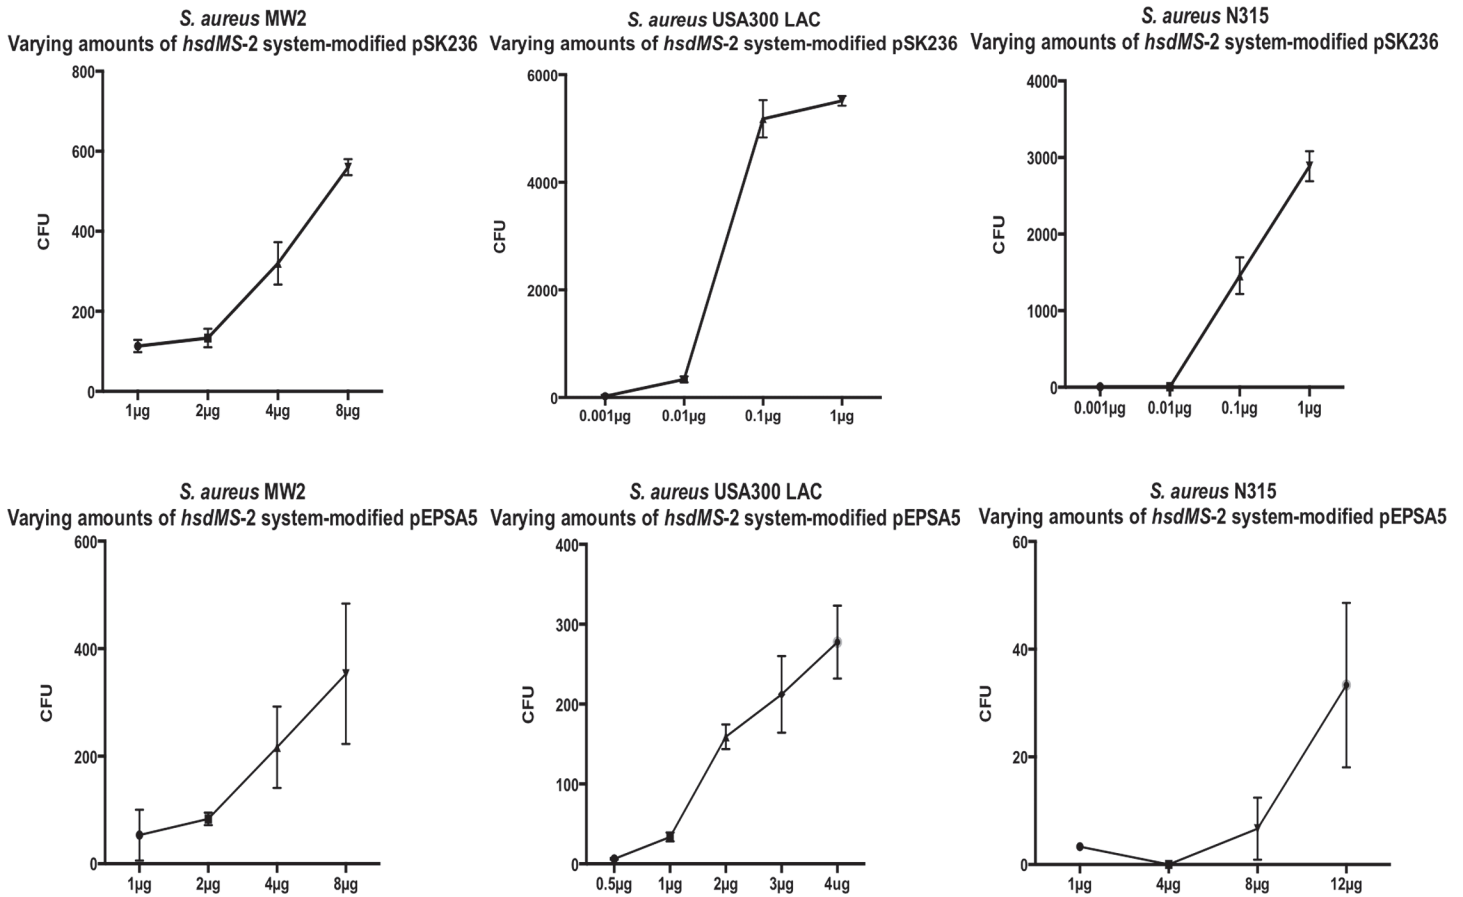 S. aureus MW2
Varying amounts of hsdMS-2 system-modified pSK236
800
600
400
200
0
CFU
1µg
2µg
4µg
8µg
S. aureus USA300 LAC
Varying amounts of hsdMS-2 system-modified pSK236
6000
4000
2000
0
CFU
0.001µg
0.01µg
0.1µg
1µg
S. aureus N315
Varying amounts of hsdMS-2 system-modified pSK236
4000
3000
2000
1000
0
CFU
0.001µg
0.01µg
0.1µg
1µg
S. aureus MW2
Varying amounts of hsdMS-2 system-modified pEPSA5
600
400
200
0
CFU
1µg
2µg
4µg
8µg
S. aureus USA300 LAC
Varying amounts of hsdMS-2 system-modified pEPSA5
400
300
200
100
0
CFU
0.5µg
1µg
2µg
3µg
4ug
S. aureus N315
Varying amounts of hsdMS-2 system-modified pEPSA5
60
40
20
0
CFU
1µg
4µg
8µg
12µg